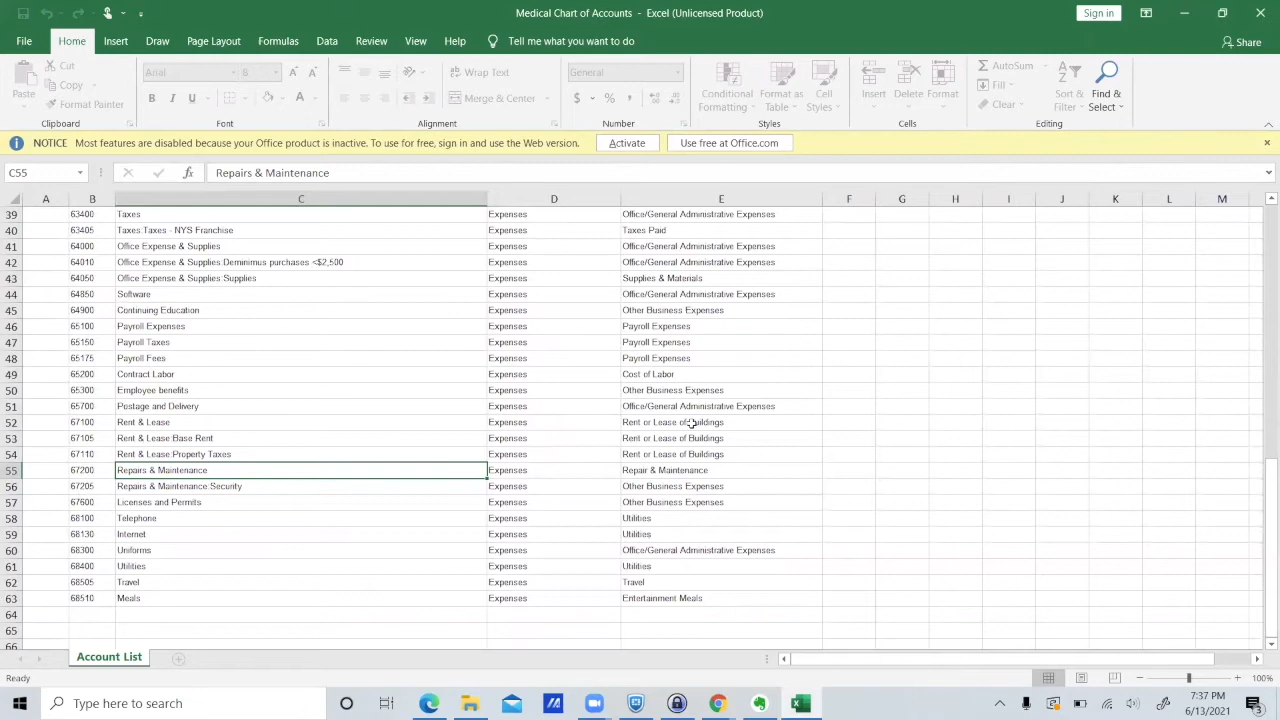 Medical Chart of Accounts - Excel (Unlicensed Product)
Sign in
File Home Insert Draw Page Layout Formulas Data Review View Help Tell me what you want to do
Share
Paste
Cut
Copy
Format Painter
Clipboard
Arial 8
B I U
Font
Wrap Text
Merge & Center
Alignment
General
$ % ,
Number
Conditional Formatting
Format as Table
Cell Styles
Styles
Insert Delete Format
Cells
AutoSum
Fill
Clear
Sort & Filter
Find & Select
Editing
NOTICE Most features are disabled because your Office product is inactive. To use for free, sign in and use the Web version. Activate Use free at Office.com
C55 fx Repairs & Maintenance
A B C D E F G H I J K L M
39 63400 Taxes Expenses Office/General Administrative Expenses
40 63405 Taxes:Taxes - NYS Franchise Expenses Taxes Paid
41 64000 Office Expense & Supplies Expenses Office/General Administrative Expenses
42 64010 Office Expense & Supplies:Demnimus purchases <$2,500 Expenses Office/General Administrative Expenses
43 64050 Office Expense & Supplies:Supplies Expenses Supplies & Materials
44 64850 Software Expenses Office/General Administrative Expenses
45 64900 Continuing Education Expenses Other Business Expenses
46 65100 Payroll Expenses Expenses Payroll Expenses
47 65150 Payroll Taxes Expenses Payroll Expenses
48 65175 Payroll Fees Expenses Payroll Expenses
49 65200 Contract Labor Expenses Cost of Labor
50 65300 Employee benefits Expenses Other Business Expenses
51 65700 Postage and Delivery Expenses Office/General Administrative Expenses
52 67100 Rent & Lease Expenses Rent or Lease of Buildings
53 67105 Rent & Lease:Base Rent Expenses Rent or Lease of Buildings
54 67110 Rent & Lease:Property Taxes Expenses Rent or Lease of Buildings
55 67200 Repairs & Maintenance Expenses Repair & Maintenance
56 67205 Repairs & Maintenance:Security Expenses Other Business Expenses
57 67600 Licenses and Permits Expenses Other Business Expenses
58 68100 Telephone Expenses Utilities
59 68130 Internet Expenses Utilities
60 68300 Uniforms Expenses Office/General Administrative Expenses
61 68400 Utilities Expenses Utilities
62 68505 Travel Expenses Travel
63 68510 Meals Expenses Entertainment Meals
64
65
66
Account List
Ready
100%
Type here to search
7:37 PM
6/13/2021
3